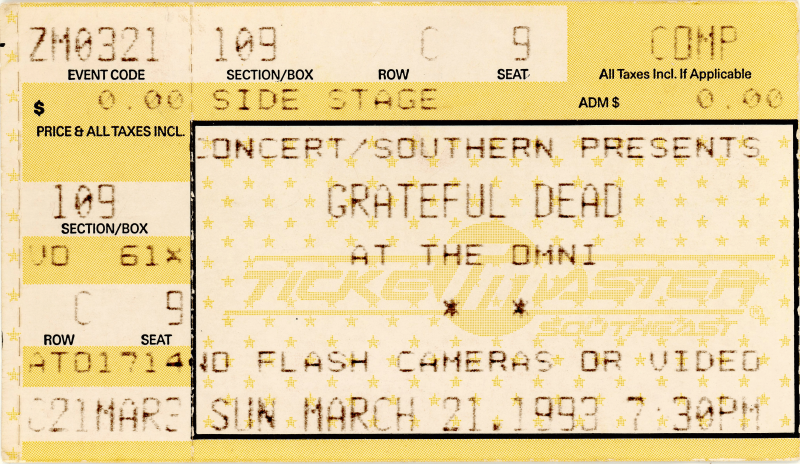 ZM0321 109 C 9 COMP
EVENT CODE SECTION/BOX ROW SEAT All Taxes Incl. If Applicable
$ 0.00 SIDE STAGE ADM $ 0.00
PRICE & ALL TAXES INCL.
CONCERT/SOUTHERN PRESENTS
109 GRATEFUL DEAD
SECTION/BOX
VO 61X AT THE OMNI
TICKETMASTER
C 9 * *
SOUTHEAST
ROW SEAT
AT01714 NO FLASH CAMERAS OR VIDEO
C21MAR3 SUN MARCH 21,1993 7:30PM